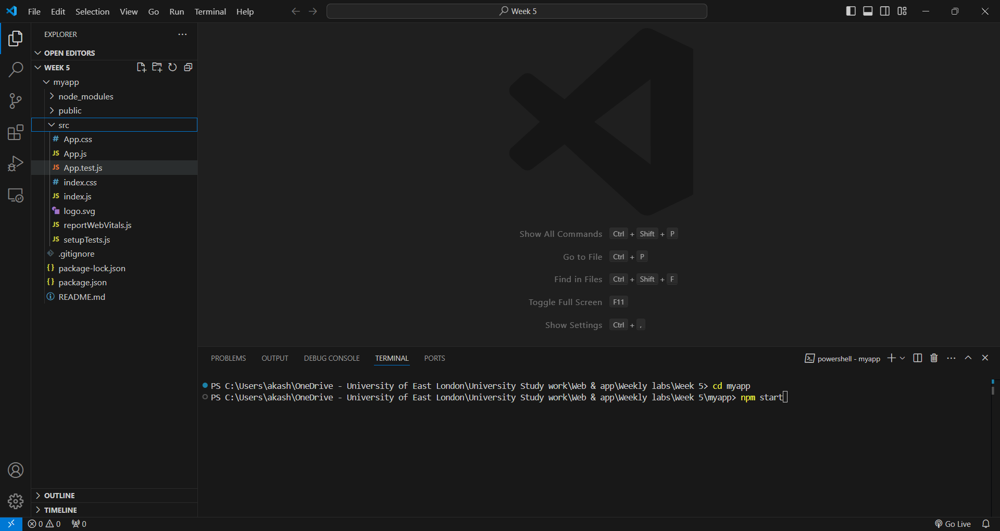 File Edit Selection View Go Run Terminal Help
Week 5
EXPLORER
OPEN EDITORS
WEEK 5
myapp
node_modules
public
src
# App.css
JS App.js
JS App.test.js
# index.css
JS index.js
logo.svg
JS reportWebVitals.js
JS setupTests.js
.gitignore
{} package-lock.json
{} package.json
README.md
OUTLINE
TIMELINE
Show All Commands Ctrl + Shift + P
Go to File Ctrl + P
Find in Files Ctrl + Shift + F
Toggle Full Screen F11
Show Settings Ctrl + ,
PROBLEMS OUTPUT DEBUG CONSOLE TERMINAL PORTS
powershell - myapp
PS C:\Users\akash\OneDrive - University of East London\University Study work\Web & app\Weekly labs\Week 5> cd myapp
PS C:\Users\akash\OneDrive - University of East London\University Study work\Web & app\Weekly labs\Week 5\myapp> npm start
0 0 0
Go Live